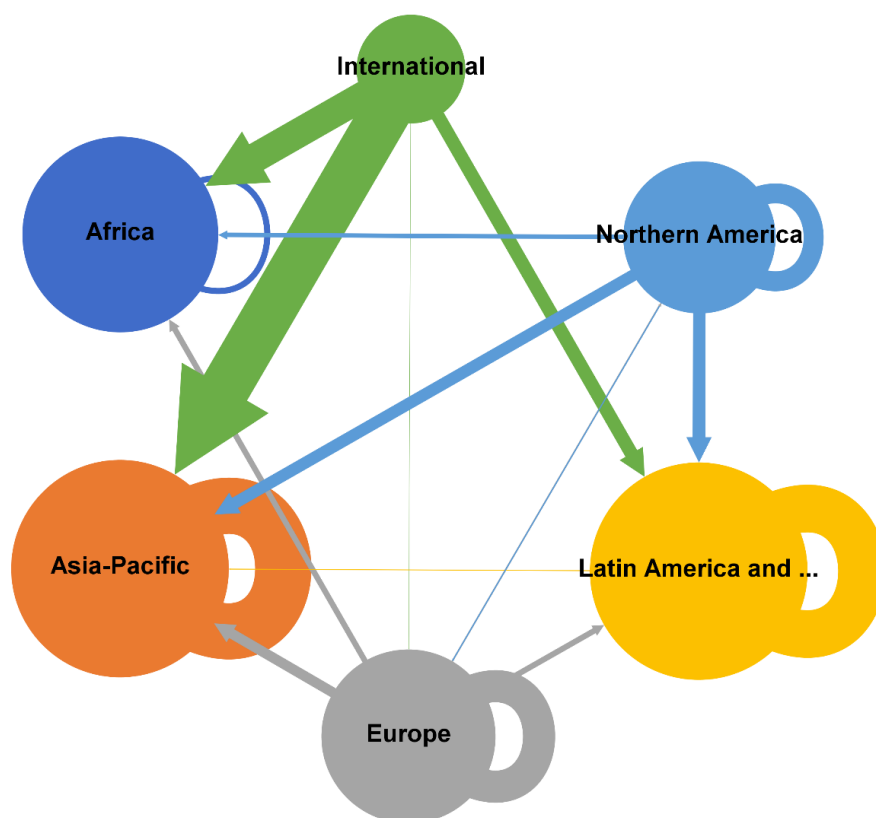 International
Africa
Northern America
Asia-Pacific
Latin America and ...
Europe